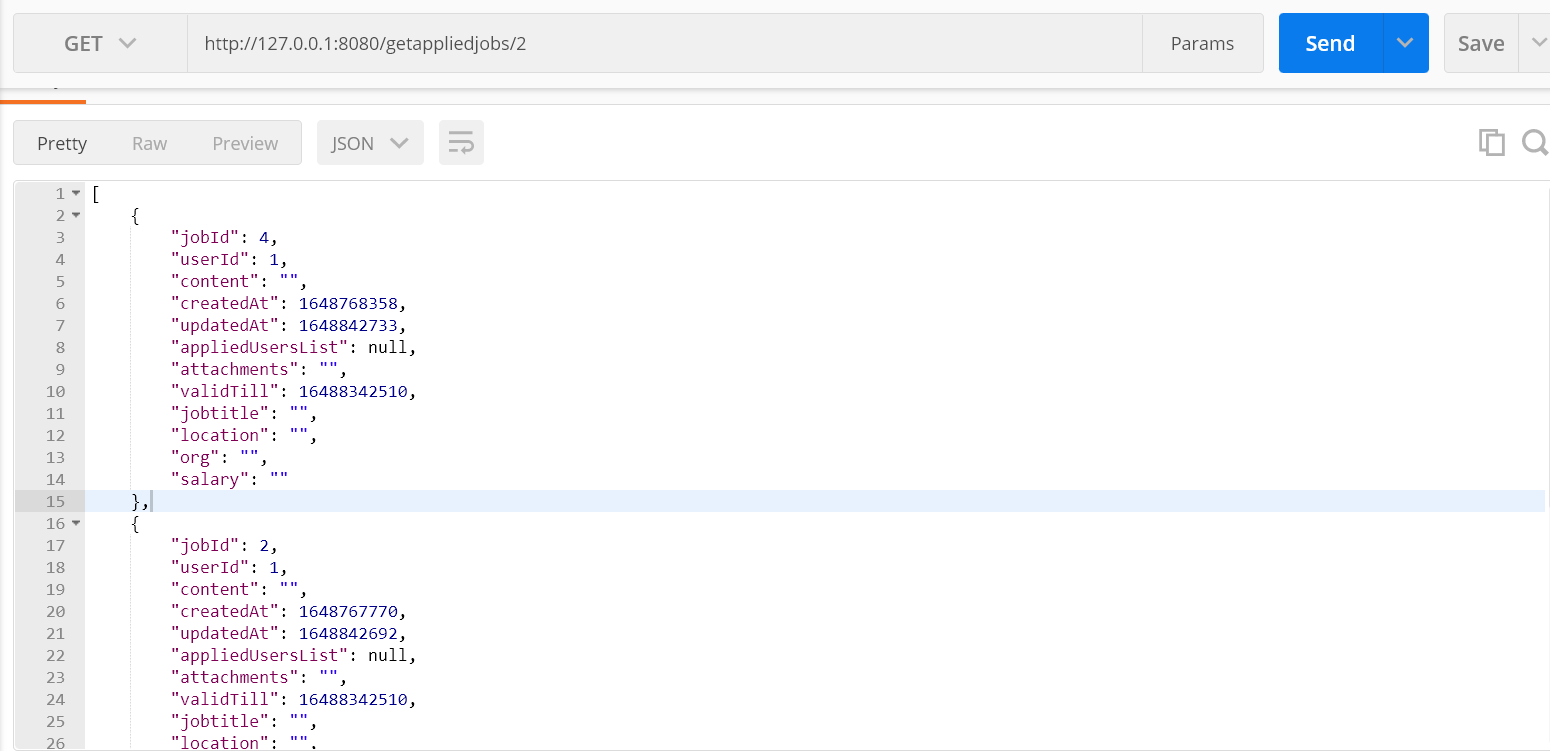 GET http://127.0.0.1:8080/getappliedjobs/2 Params Send Save
Pretty Raw Preview JSON
1 [
2 {
3 "jobId": 4,
4 "userId": 1,
5 "content": "",
6 "createdAt": 1648768358,
7 "updatedAt": 1648842733,
8 "appliedUsersList": null,
9 "attachments": "",
10 "validTill": 16488342510,
11 "jobtitle": "",
12 "location": "",
13 "org": "",
14 "salary": ""
15 },
16 {
17 "jobId": 2,
18 "userId": 1,
19 "content": "",
20 "createdAt": 1648767770,
21 "updatedAt": 1648842692,
22 "appliedUsersList": null,
23 "attachments": "",
24 "validTill": 16488342510,
25 "jobtitle": "",
26 "location": "",